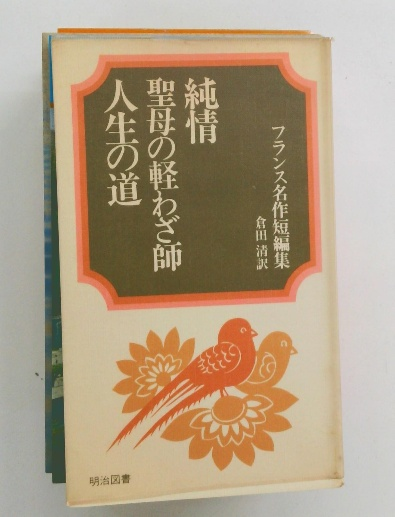 純情
聖母の軽わざ師
人生の道
フランス名作短編集
倉田 清訳
明治図書